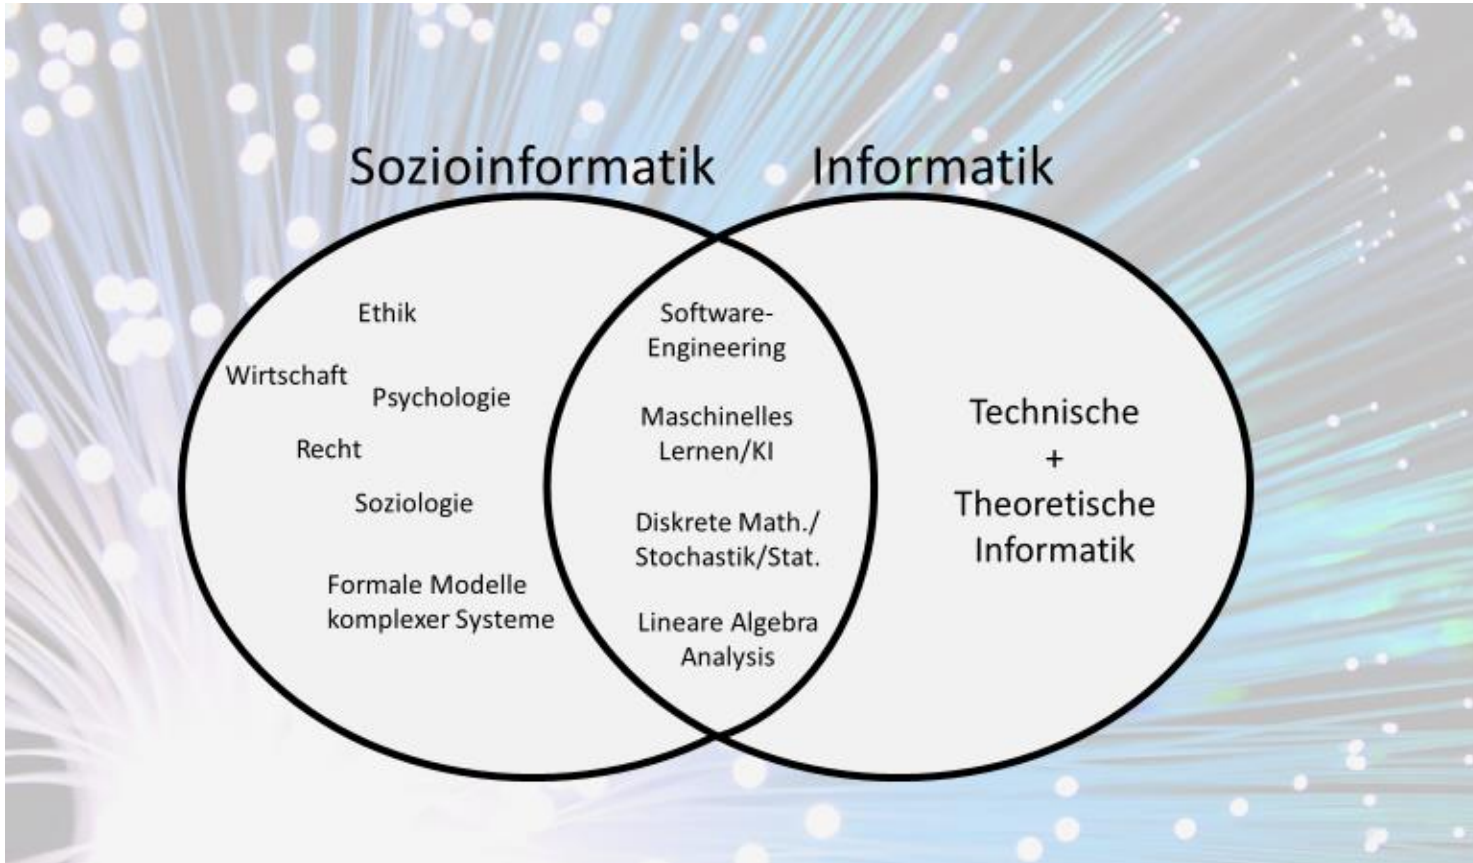 Sozioinformatik
Informatik
Ethik
Wirtschaft
Psychologie
Recht
Soziologie
Formale Modelle
komplexer Systeme
Software-
Engineering
Maschinelles
Lernen/KI
Diskrete Math./
Stochastik/Stat.
Lineare Algebra
Analysis
Technische
+
Theoretische
Informatik